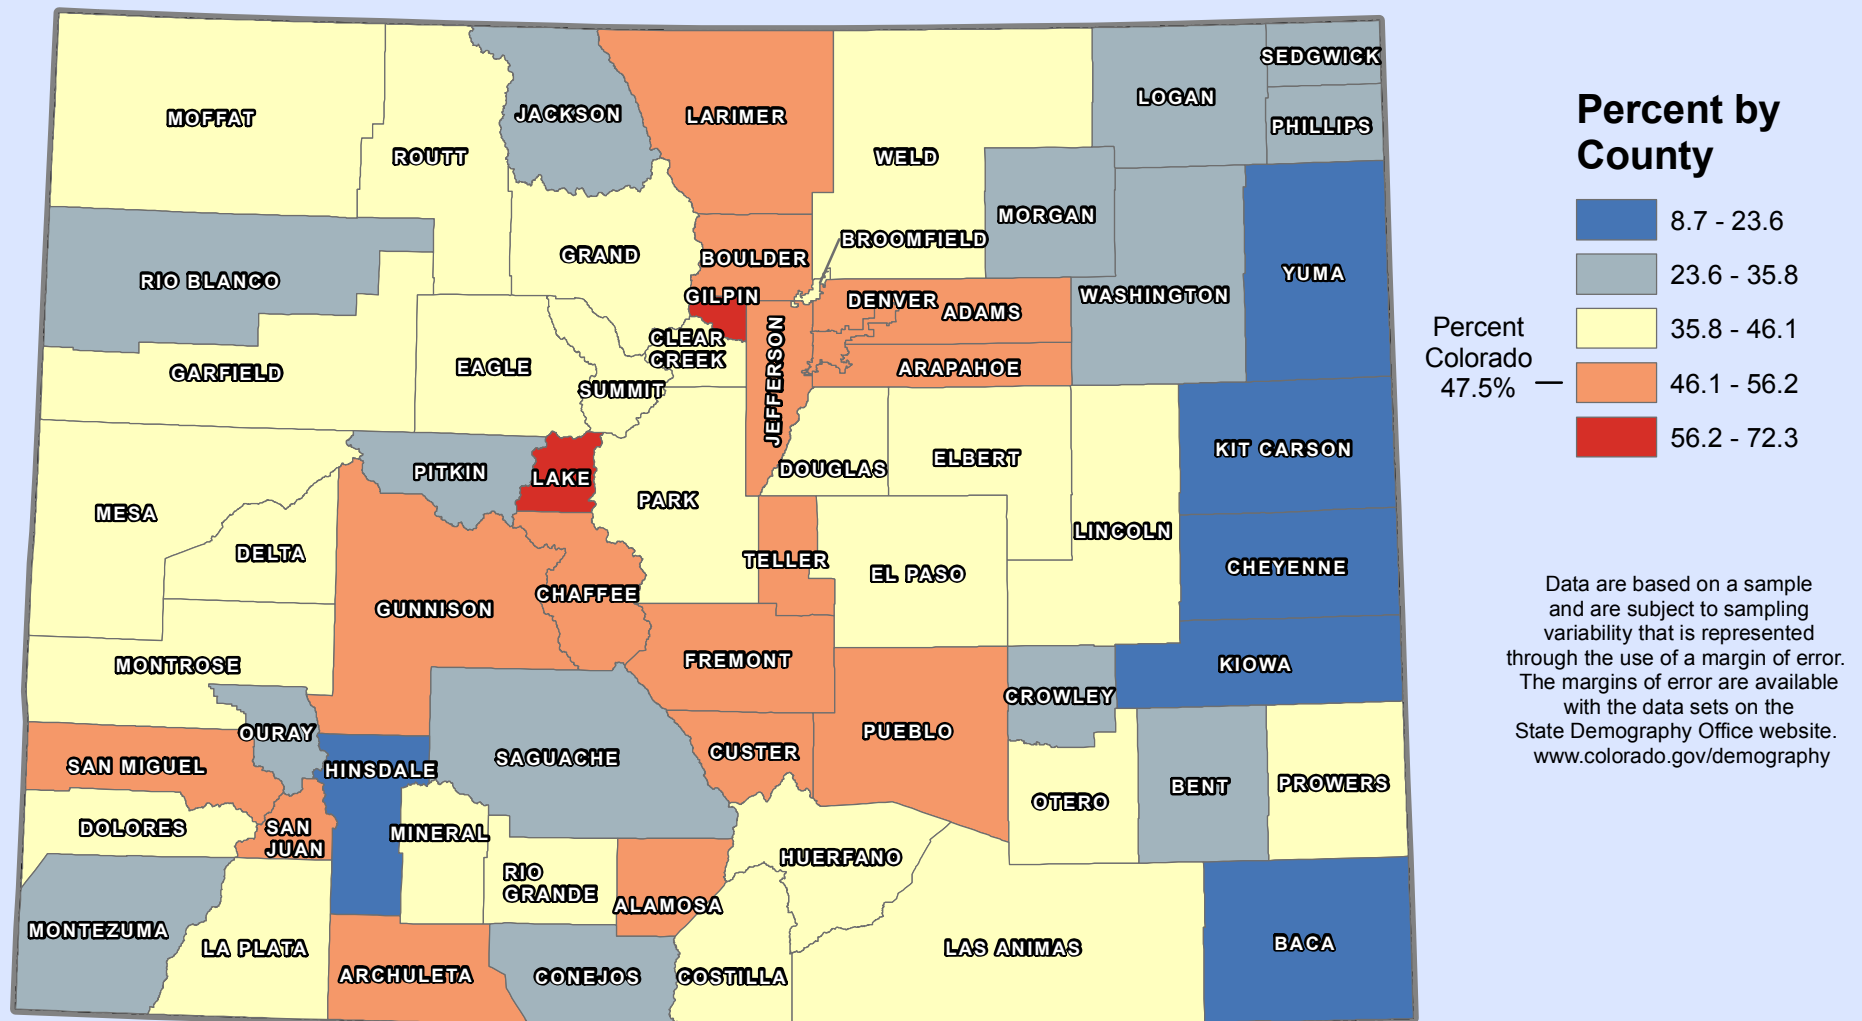 MOFFAT
ROUTT
JACKSON
LARIMER
WELD
LOGAN
SEDGWICK
PHILLIPS
MORGAN
RIO BLANCO
GRAND
BOULDER
BROOMFIELD
WASHINGTON
YUMA
GILPIN
DENVER
ADAMS
CLEAR
CREEK
JEFFERSON
ARAPAHOE
GARFIELD
EAGLE
SUMMIT
PITKIN
LAKE
PARK
DOUGLAS
ELBERT
KIT CARSON
MESA
DELTA
LINCOLN
TELLER
EL PASO
CHEYENNE
GUNNISON
CHAFFEE
MONTROSE
FREMONT
KIOWA
CROWLEY
OURAY
SAGUACHE
CUSTER
PUEBLO
SAN MIGUEL
HINSDALE
BENT
PROWERS
OTERO
DOLORES
SAN
JUAN
MINERAL
RIO
GRANDE
HUERFANO
ALAMOSA
MONTEZUMA
LA PLATA
ARCHULETA
CONEJOS
COSTILLA
LAS ANIMAS
BACA
Percent by
County
8.7 - 23.6
23.6 - 35.8
35.8 - 46.1
46.1 - 56.2
56.2 - 72.3
Percent
Colorado
47.5%
Data are based on a sample
and are subject to sampling
variability that is represented
through the use of a margin of error.
The margins of error are available
with the data sets on the
State Demography Office website.
www.colorado.gov/demography